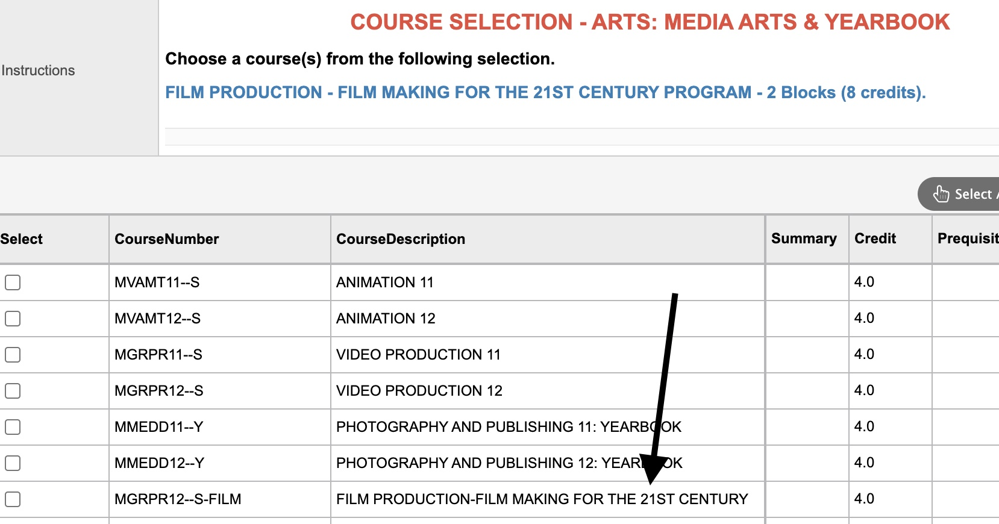 COURSE SELECTION - ARTS: MEDIA ARTS & YEARBOOK
Instructions
Choose a course(s) from the following selection.
FILM PRODUCTION - FILM MAKING FOR THE 21ST CENTURY PROGRAM - 2 Blocks (8 credits).
Select
Select CourseNumber CourseDescription Summary Credit Prequisit
MVAMT11--S ANIMATION 11 4.0
MVAMT12--S ANIMATION 12 4.0
MGRPR11--S VIDEO PRODUCTION 11 4.0
MGRPR12--S VIDEO PRODUCTION 12 4.0
MMEDD11--Y PHOTOGRAPHY AND PUBLISHING 11: YEARBOOK 4.0
MMEDD12--Y PHOTOGRAPHY AND PUBLISHING 12: YEARBOOK 4.0
MGRPR12--S-FILM FILM PRODUCTION-FILM MAKING FOR THE 21ST CENTURY 4.0